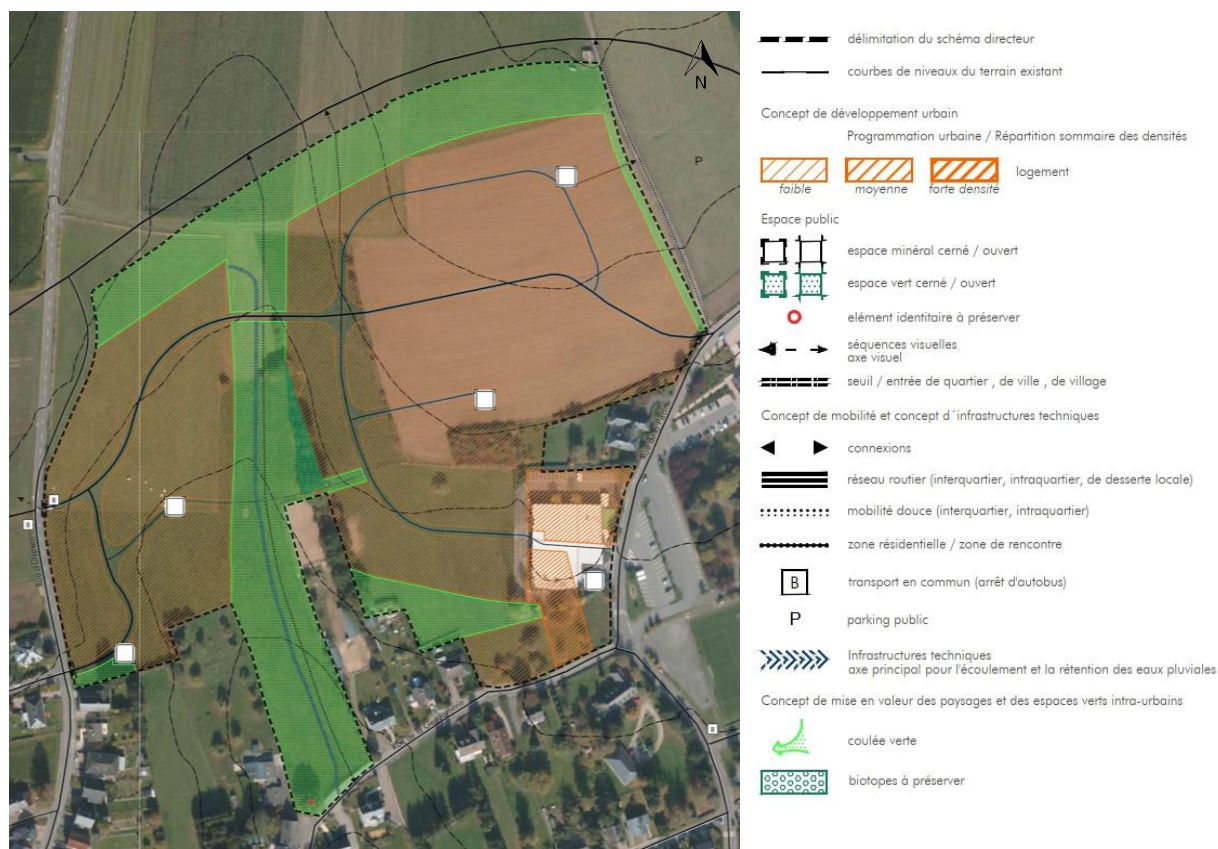 N
P
B
B
B
délimitation du schéma directeur
courbes de niveaux du terrain existant
Concept de développement urbain
Programmation urbaine / Répartition sommaire des densités
faible moyenne forte densité logement
Espace public
espace minéral cerné / ouvert
espace vert cerné / ouvert
elément identitaire à préserver
séquences visuelles
axe visuel
seuil / entrée de quartier , de ville , de village
Concept de mobilité et concept d´infrastructures techniques
connexions
réseau routier (interquartier, intraquartier, de desserte locale)
mobilité douce (interquartier, intraquartier)
zone résidentielle / zone de rencontre
B transport en commun (arrêt d'autobus)
P parking public
Infrastructures techniques
axe principal pour l'écoulement et la rétention des eaux pluviales
Concept de mise en valeur des paysages et des espaces verts intra-urbains
coulée verte
biotopes à préserver